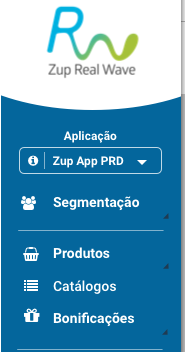 Zup Real Wave
Aplicação
Zup App PRD
Segmentação
Produtos
Catálogos
Bonificações